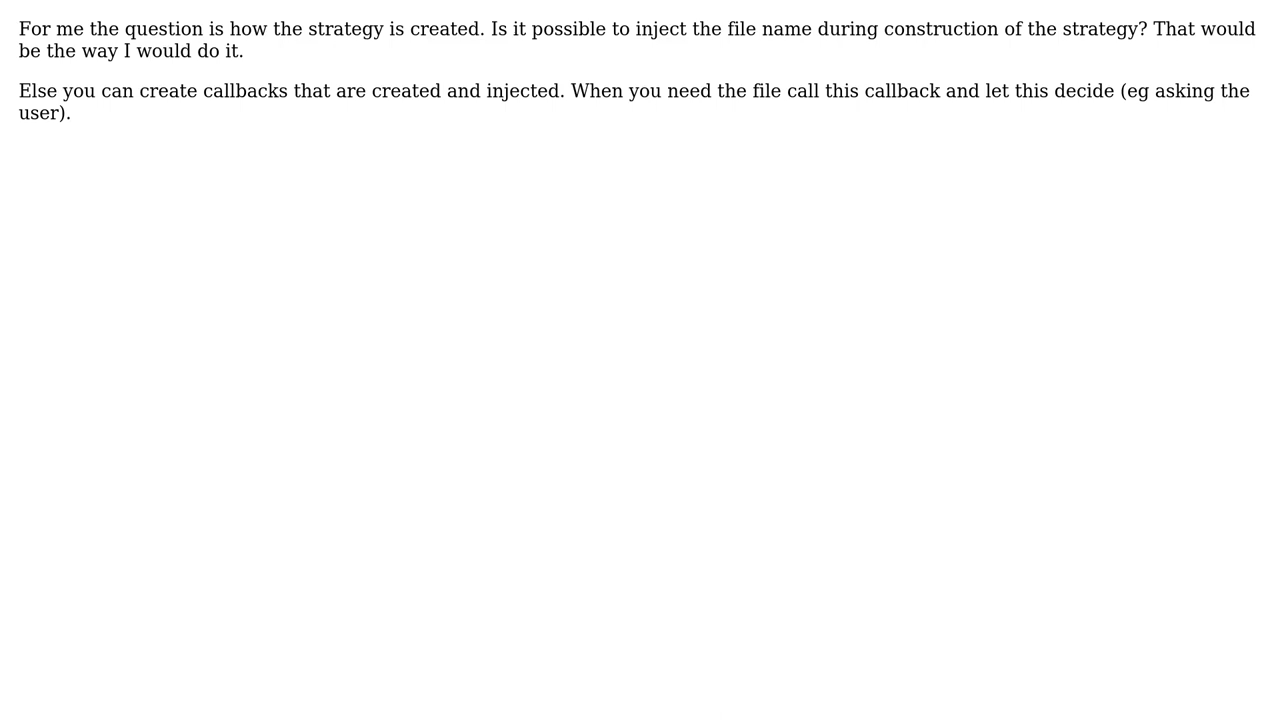 For me the question is how the strategy is created. Is it possible to inject the file name during construction of the strategy? That would
be the way I would do it.
Else you can create callbacks that are created and injected. When you need the file call this callback and let this decide (eg asking the
user).